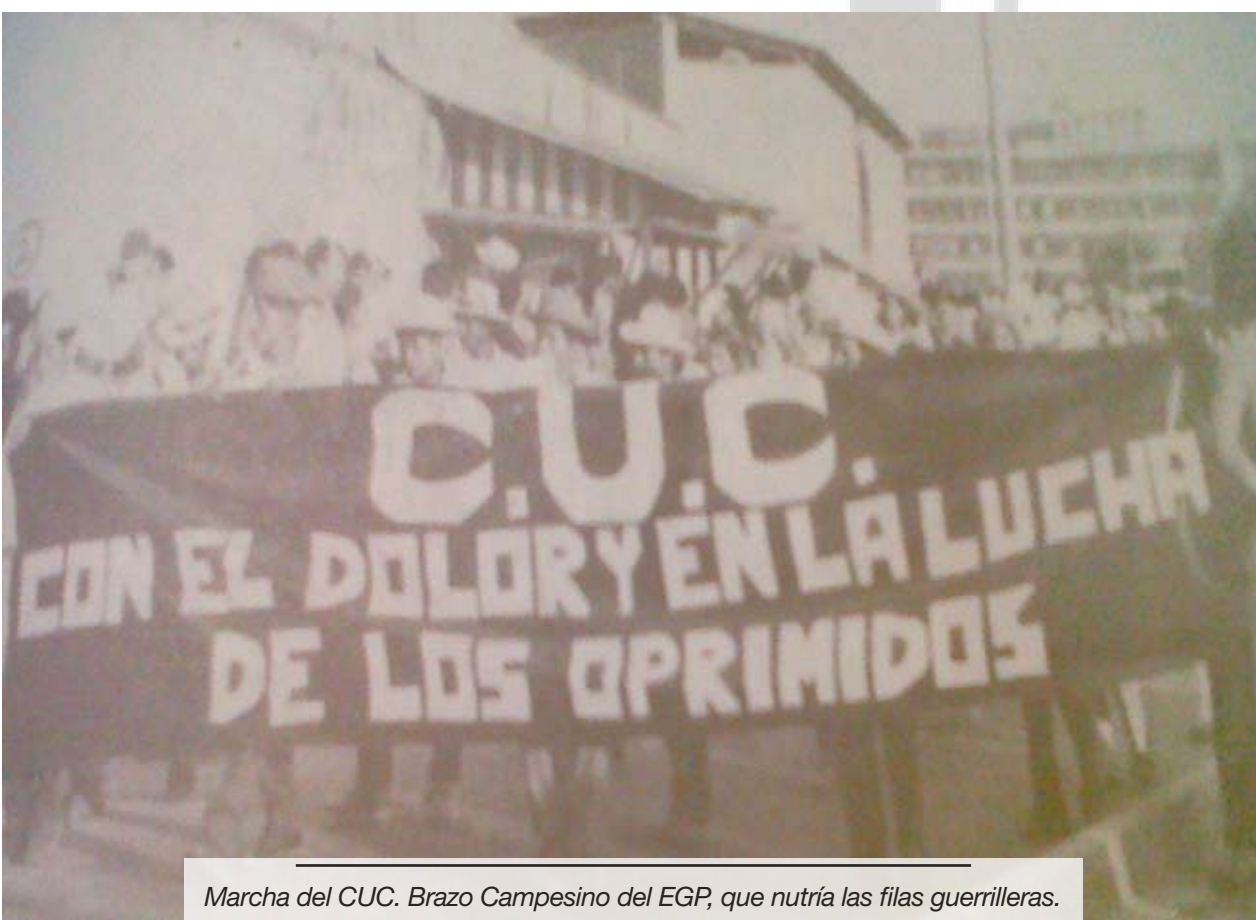 C.U.C.
CON EL DOLOR Y EN LA LUCHA
DE LOS OPRIMIDOS
Marcha del CUC. Brazo Campesino del EGP, que nutría las filas guerrilleras.